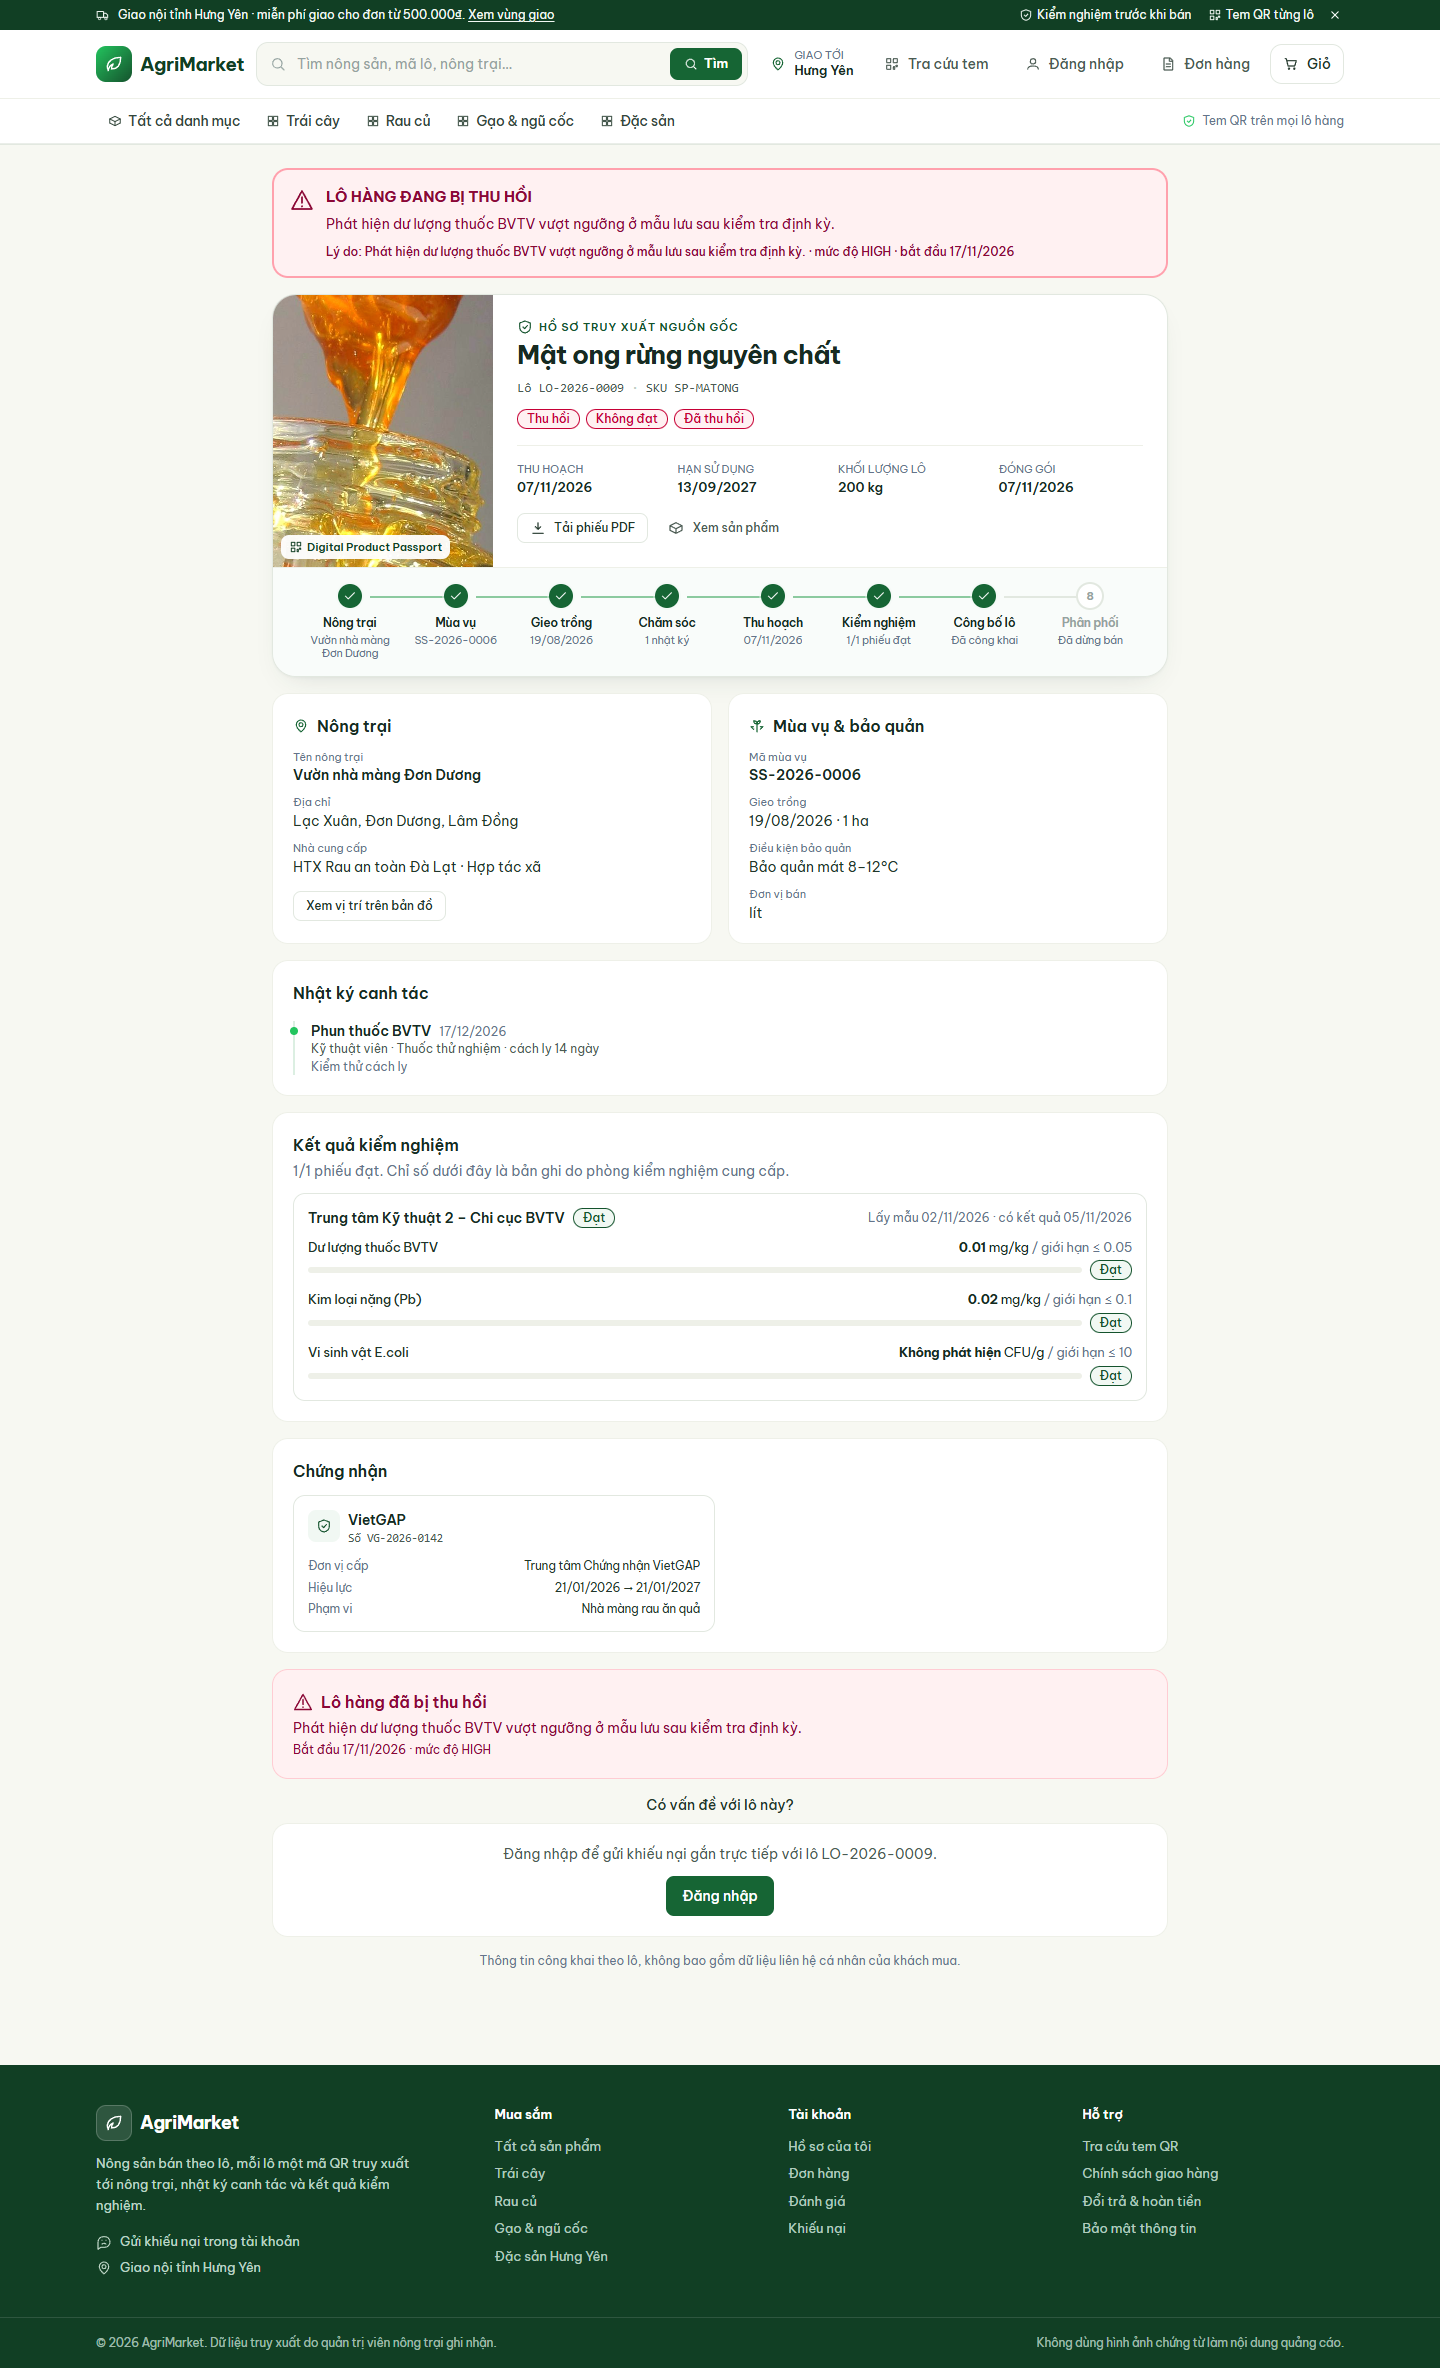 Giao nội tỉnh Hưng Yên · miễn phí giao cho đơn từ 500.000₫. Xem vùng giao
Kiểm nghiệm trước khi bán
Tem QR từng lô
AgriMarket
Tìm nông sản, mã lô, nông trại...
Tìm
GIAO TỚI
Hưng Yên
Tra cứu tem
Đăng nhập
Đơn hàng
Giỏ
Tất cả danh mục
Trái cây
Rau củ
Gạo & ngũ cốc
Đặc sản
Tem QR trên mọi lô hàng
LÔ HÀNG ĐANG BỊ THU HỒI
Phát hiện dư lượng thuốc BVTV vượt ngưỡng ở mẫu lưu sau kiểm tra định kỳ.
Lý do: Phát hiện dư lượng thuốc BVTV vượt ngưỡng ở mẫu lưu sau kiểm tra định kỳ. · mức độ HIGH · bắt đầu 17/11/2026
Digital Product Passport
HỒ SƠ TRUY XUẤT NGUỒN GỐC
Mật ong rừng nguyên chất
Lô LO-2026-0009 · SKU SP-MATONG
Thu hồi
Không đạt
Đã thu hồi
THU HOẠCH
07/11/2026
HẠN SỬ DỤNG
13/09/2027
KHỐI LƯỢNG LÔ
200 kg
ĐÓNG GÓI
07/11/2026
Tải phiếu PDF
Xem sản phẩm
Nông trại
Vườn nhà màng Đơn Dương
Mùa vụ
SS-2026-0006
Gieo trồng
19/08/2026
Chăm sóc
1 nhật ký
Thu hoạch
07/11/2026
Kiểm nghiệm
1/1 phiếu đạt
Công bố lô
Đã công khai
8
Phân phối
Đã dừng bán
Nông trại
Tên nông trại
Vườn nhà màng Đơn Dương
Địa chỉ
Lạc Xuân, Đơn Dương, Lâm Đồng
Nhà cung cấp
HTX Rau an toàn Đà Lạt · Hợp tác xã
Xem vị trí trên bản đồ
Mùa vụ & bảo quản
Mã mùa vụ
SS-2026-0006
Gieo trồng
19/08/2026 · 1 ha
Điều kiện bảo quản
Bảo quản mát 8–12°C
Đơn vị bán
lít
Nhật ký canh tác
Phun thuốc BVTV 17/12/2026
Kỹ thuật viên · Thuốc thử nghiệm · cách ly 14 ngày
Kiểm thử cách ly
Kết quả kiểm nghiệm
1/1 phiếu đạt. Chỉ số dưới đây là bản ghi do phòng kiểm nghiệm cung cấp.
Trung tâm Kỹ thuật 2 – Chi cục BVTV
Đạt
Lấy mẫu 02/11/2026 · có kết quả 05/11/2026
Dư lượng thuốc BVTV
0.01 mg/kg / giới hạn ≤ 0.05
Đạt
Kim loại nặng (Pb)
0.02 mg/kg / giới hạn ≤ 0.1
Đạt
Vi sinh vật E.coli
Không phát hiện CFU/g / giới hạn ≤ 10
Đạt
Chứng nhận
VietGAP
Số VG-2026-0142
Đơn vị cấp
Trung tâm Chứng nhận VietGAP
Hiệu lực
21/01/2026 → 21/01/2027
Phạm vi
Nhà màng rau ăn quả
Lô hàng đã bị thu hồi
Phát hiện dư lượng thuốc BVTV vượt ngưỡng ở mẫu lưu sau kiểm tra định kỳ.
Bắt đầu 17/11/2026 · mức độ HIGH
Có vấn đề với lô này?
Đăng nhập để gửi khiếu nại gắn trực tiếp với lô LO-2026-0009.
Đăng nhập
Thông tin công khai theo lô, không bao gồm dữ liệu liên hệ cá nhân của khách mua.
AgriMarket
Nông sản bán theo lô, mỗi lô một mã QR truy xuất
tới nông trại, nhật ký canh tác và kết quả kiểm
nghiệm.
Gửi khiếu nại trong tài khoản
Giao nội tỉnh Hưng Yên
Mua sắm
Tất cả sản phẩm
Trái cây
Rau củ
Gạo & ngũ cốc
Đặc sản Hưng Yên
Tài khoản
Hồ sơ của tôi
Đơn hàng
Đánh giá
Khiếu nại
Hỗ trợ
Tra cứu tem QR
Chính sách giao hàng
Đổi trả & hoàn tiền
Bảo mật thông tin
© 2026 AgriMarket. Dữ liệu truy xuất do quản trị viên nông trại ghi nhận.
Không dùng hình ảnh chứng từ làm nội dung quảng cáo.